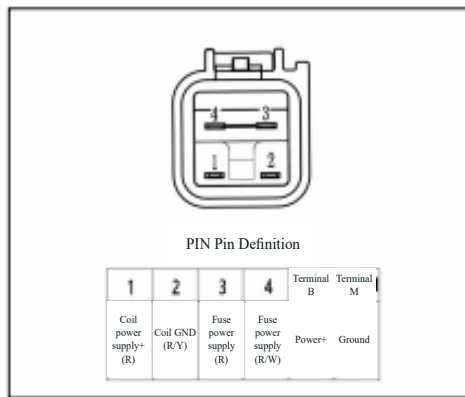 4 3
1 2
PIN Pin Definition
1 2 3 4 Terminal B Terminal M
Coil power supply+ (R) Coil GND (R/Y) Fuse power supply (R) Fuse power supply (R/W) Power+ Ground